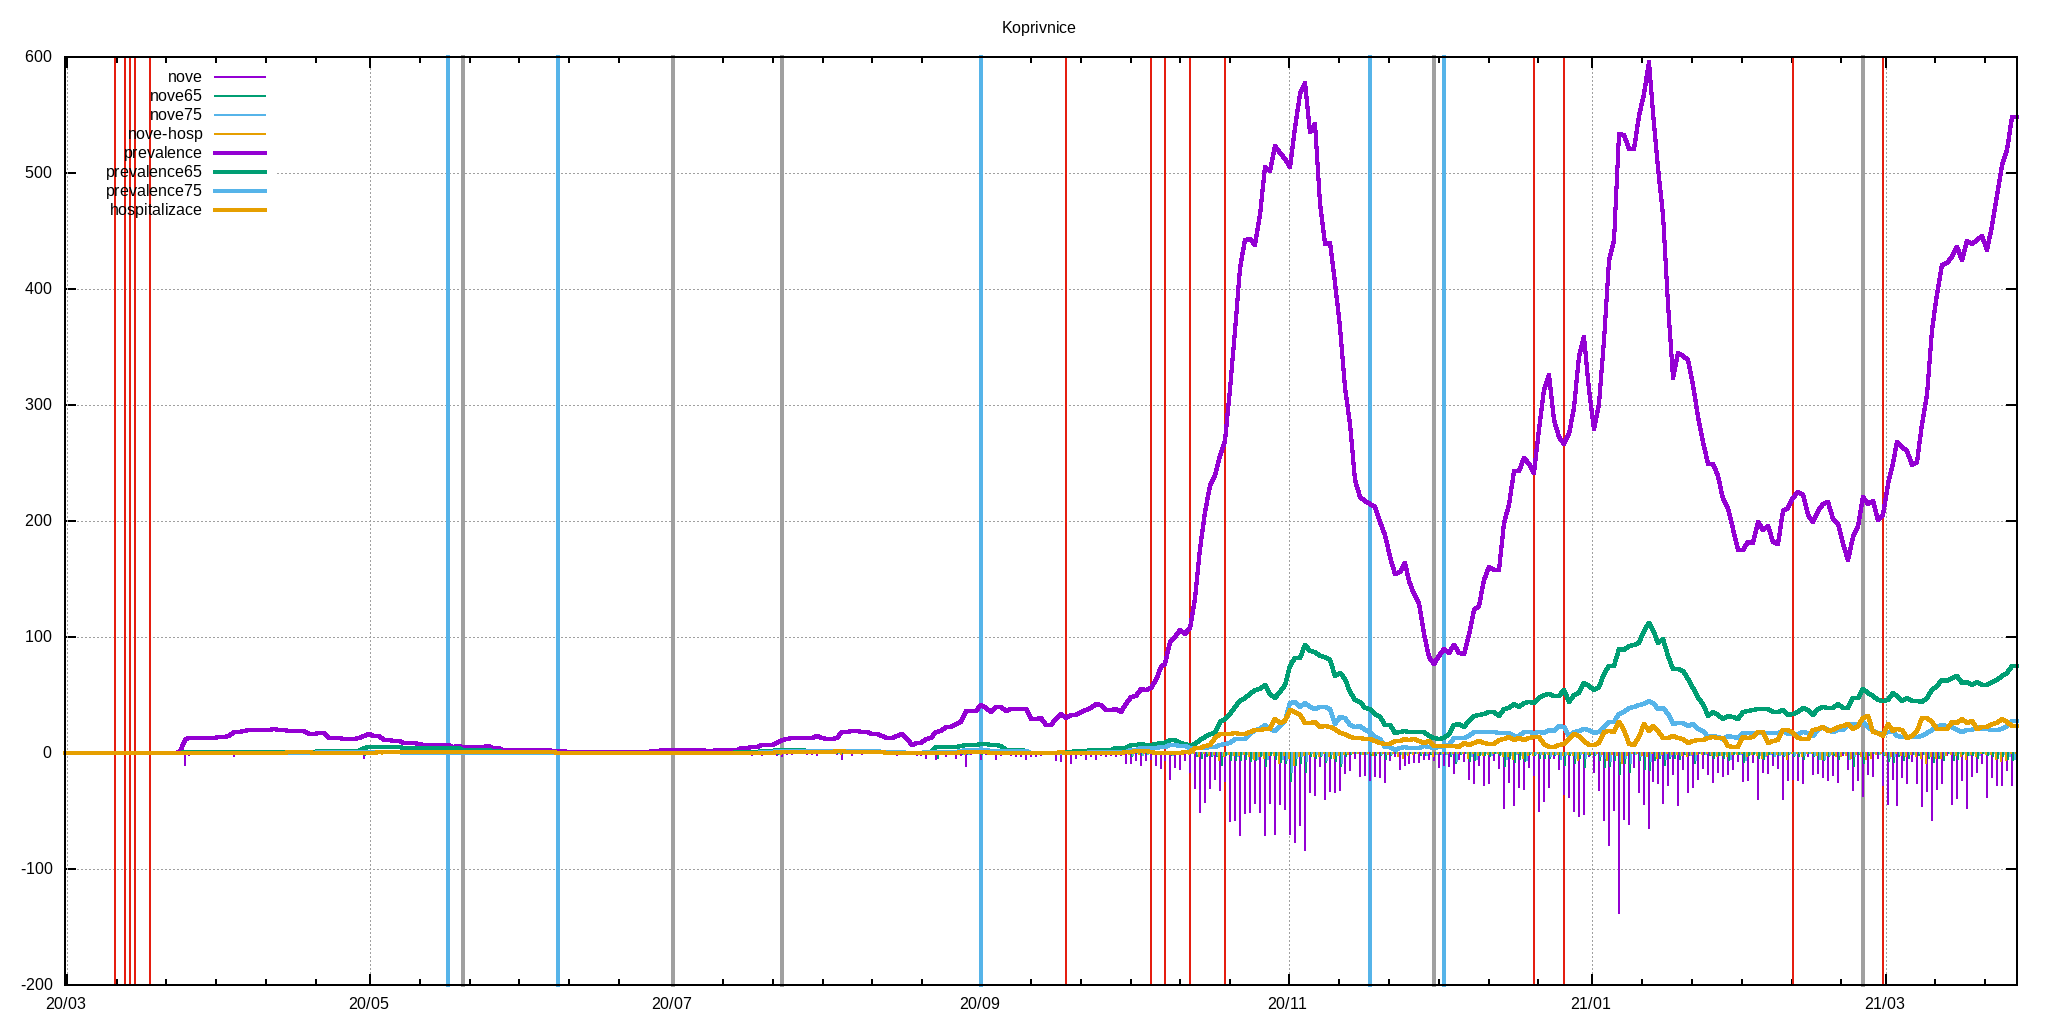 Koprivnice
600
500
400
300
200
100
0
-100
-200
nove
nove65
nove75
nove-hosp
prevalence
prevalence65
prevalence75
hospitalizace
20/03
20/05
20/07
20/09
20/11
21/01
21/03